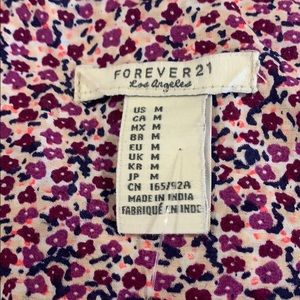 FOREVER 21
Los Angeles
US M
CA M
MX M
BR M
EU M
UK M
KR M
JP M
CN 165/92A
MADE IN INDIA
FABRIQUÉ EN INDE